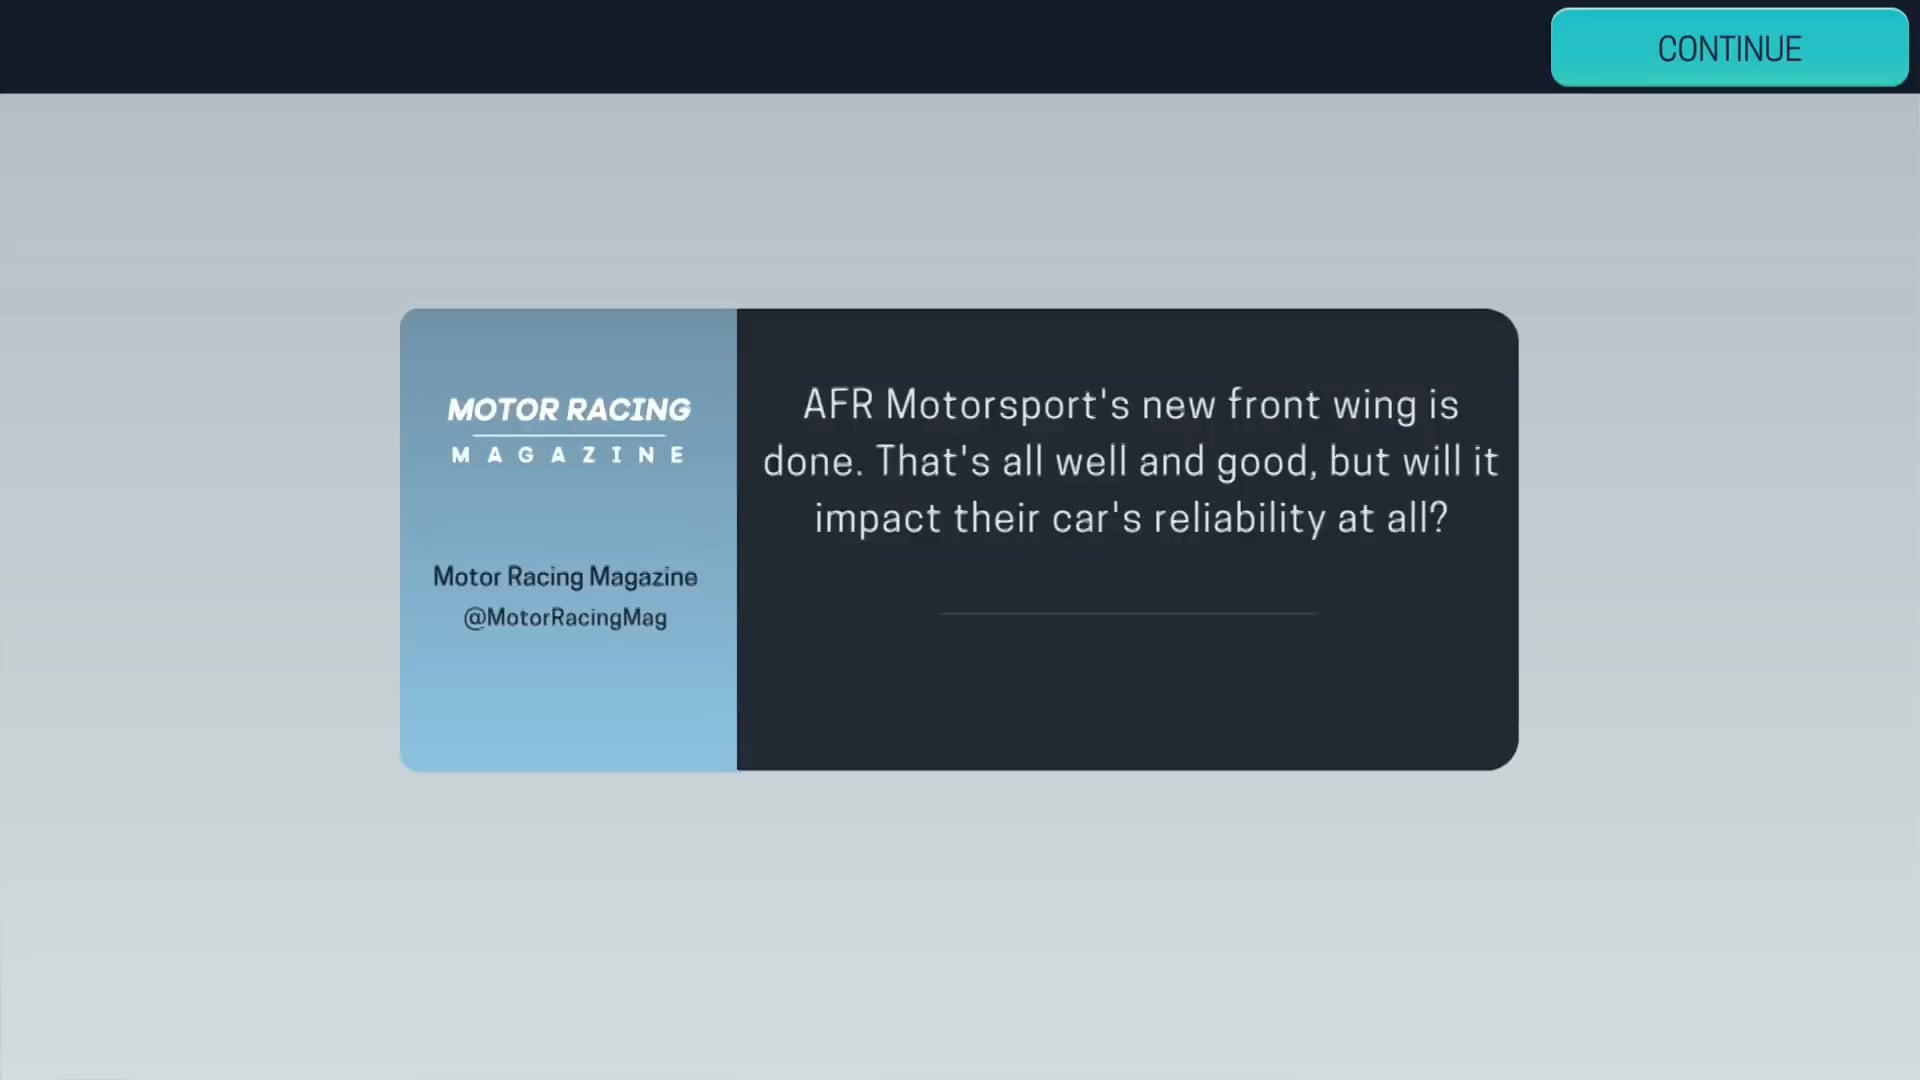 CONTINUE
MOTOR RACING
MAGAZINE
Motor Racing Magazine
@MotorRacingMag
AFR Motorsport's new front wing is
done. That's all well and good, but will it
impact their car's reliability at all?